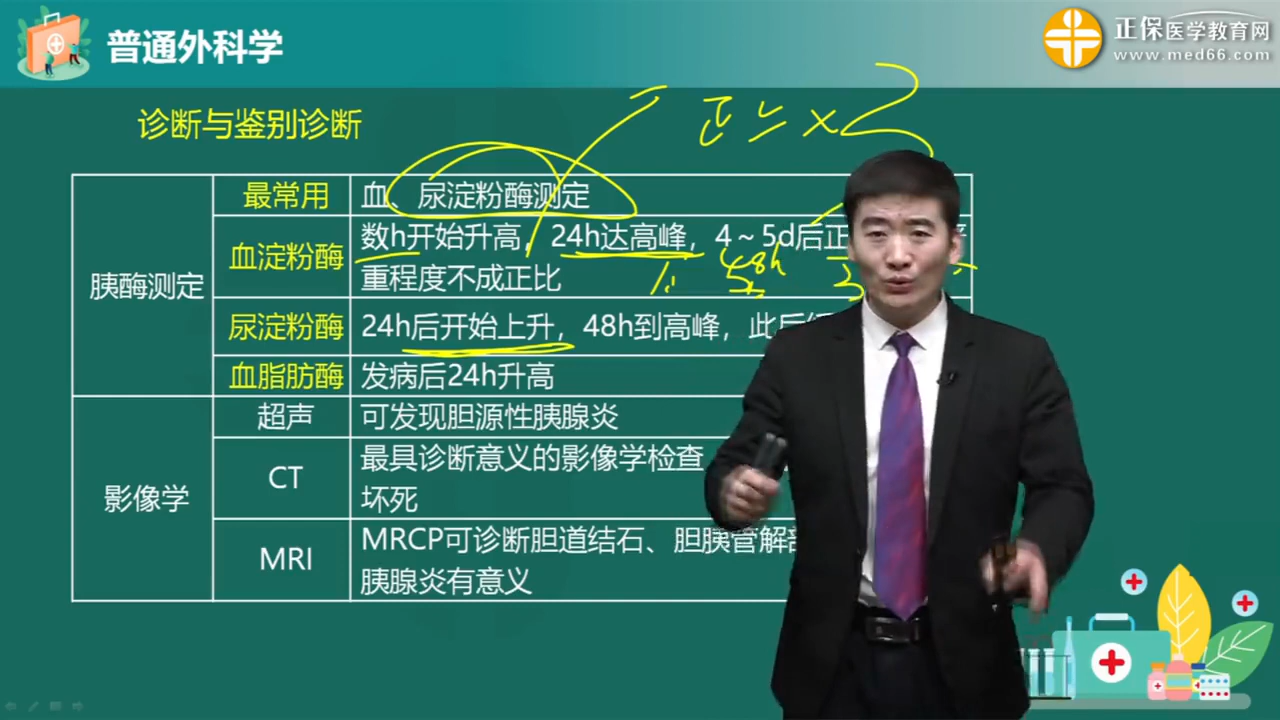 普通外科学
正保医学教育网
www.med66.com
诊断与鉴别诊断
正常×3
胰酶测定
最常用
血、尿淀粉酶测定
血淀粉酶
数h开始升高，24h达高峰，4～5d后正
重程度不成正比
48h
尿淀粉酶
24h后开始上升，48h到高峰，此后
血脂肪酶
发病后24h升高
影像学
超声
可发现胆源性胰腺炎
CT
最具诊断意义的影像学检查
坏死
MRI
MRCP可诊断胆道结石、胆胰管解
胰腺炎有意义